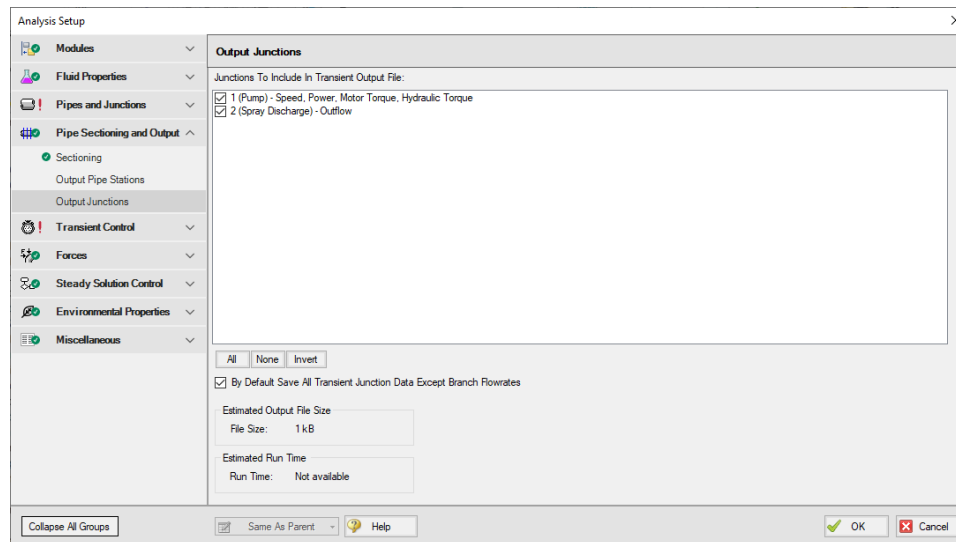 Analysis Setup
Modules
Fluid Properties
Pipes and Junctions
Pipe Sectioning and Output
Sectioning
Output Pipe Stations
Output Junctions
Transient Control
Forces
Steady Solution Control
Environmental Properties
Miscellaneous
Output Junctions
Junctions To Include In Transient Output File:
1 (Pump) - Speed, Power, Motor Torque, Hydraulic Torque
2 (Spray Discharge) - Outflow
All None Invert
By Default Save All Transient Junction Data Except Branch Flowrates
Estimated Output File Size
File Size: 1 kB
Estimated Run Time
Run Time: Not available
Collapse All Groups Same As Parent Help OK Cancel